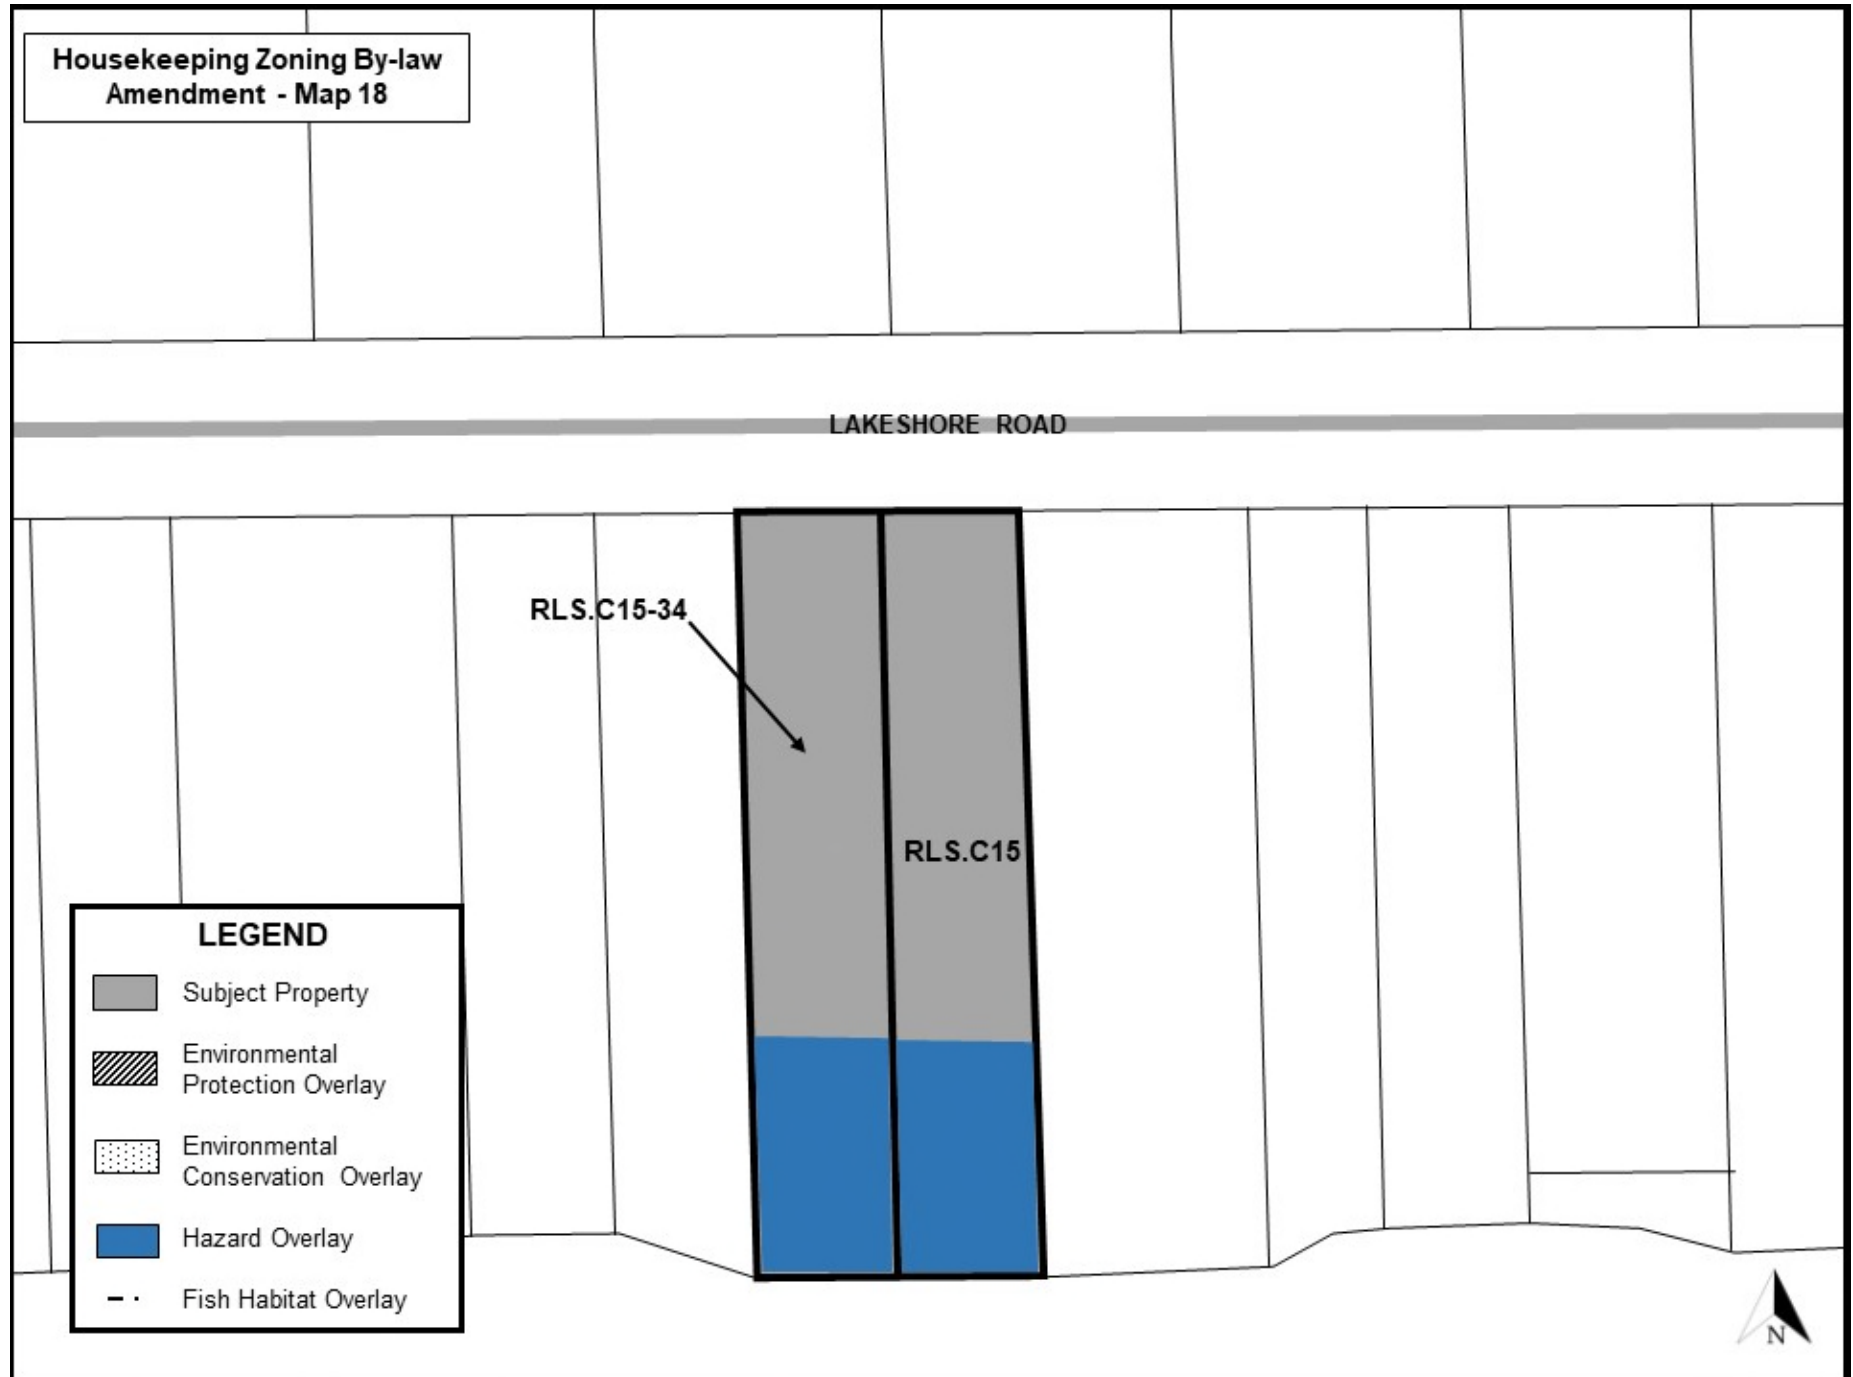 Housekeeping Zoning By-law
Amendment - Map 18
LAKESHORE ROAD
RLS.C15-34
RLS.C15
LEGEND
Subject Property
Environmental
Protection Overlay
Environmental
Conservation Overlay
Hazard Overlay
Fish Habitat Overlay
N